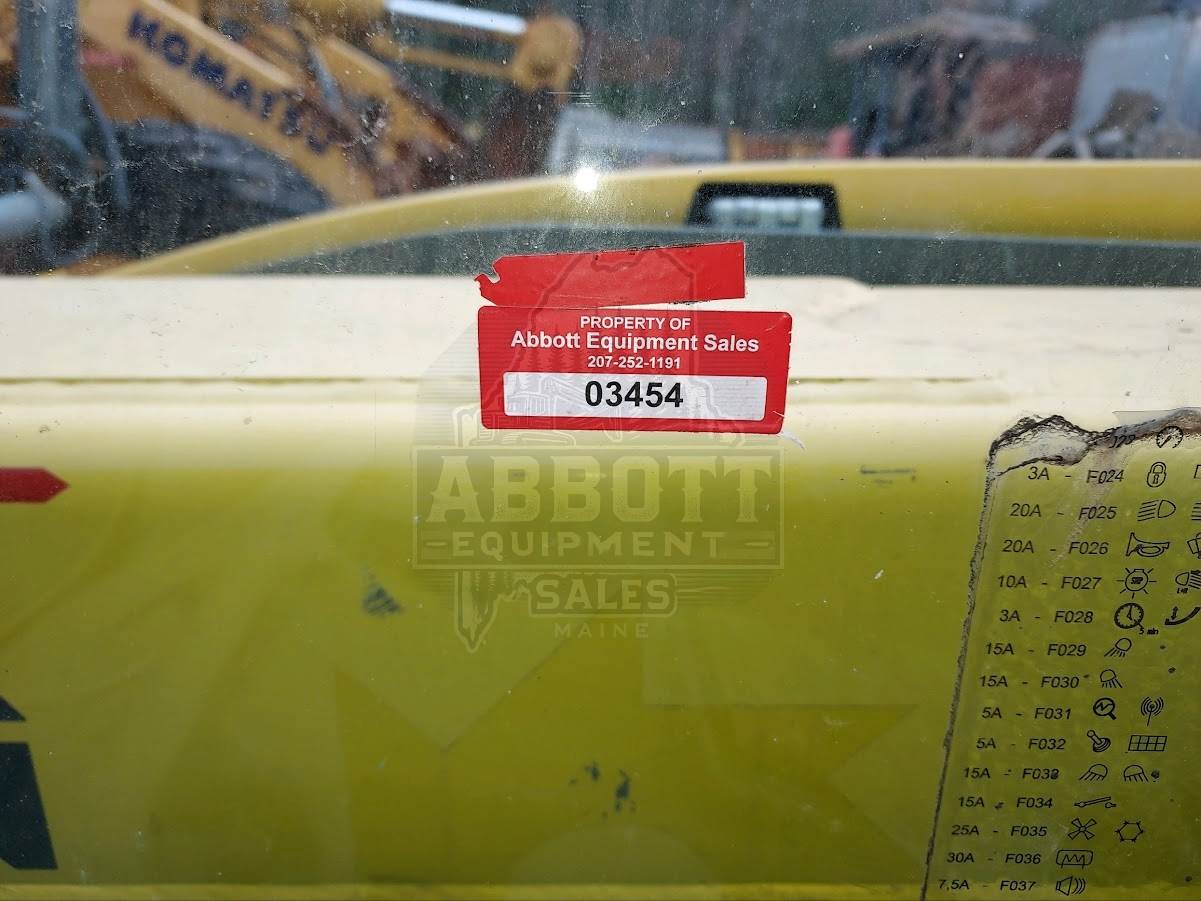 KOMATSU
PROPERTY OF
Abbott Equipment Sales
207-252-1191
03454
ABBOTT
EQUIPMENT
SALES
MAINE
3A - F024
20A - F025
20A - F026
10A - F027
3A - F028
5 min
15A - F029
15A - F030
5A - F031
5A - F032
15A - F033
15A - F034
25A - F035
30A - F036
7,5A - F037